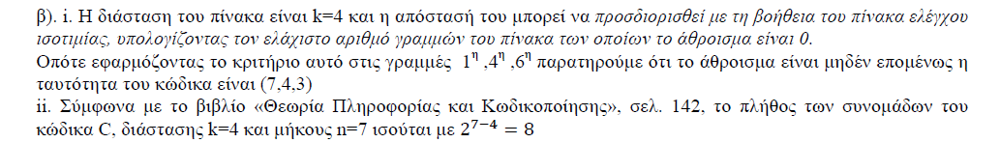 β). i. Η διάσταση του πίνακα είναι k=4 και η απόστασή του μπορεί να προσδιορισθεί με τη βοήθεια του πίνακα ελέγχου
ισοτιμίας, υπολογίζοντας τον ελάχιστο αριθμό γραμμών του πίνακα των οποίων το άθροισμα είναι 0.
Οπότε εφαρμόζοντας το κριτήριο αυτό στις γραμμές 1η ,4η ,6η παρατηρούμε ότι το άθροισμα είναι μηδέν επομένως η
ταυτότητα του κώδικα είναι (7,4,3)
ii. Σύμφωνα με το βιβλίο «Θεωρία Πληροφορίας και Κωδικοποίησης», σελ. 142, το πλήθος των συνομάδων του
κώδικα C, διάστασης k=4 και μήκους n=7 ισούται με 2⁷⁻⁴ = 8